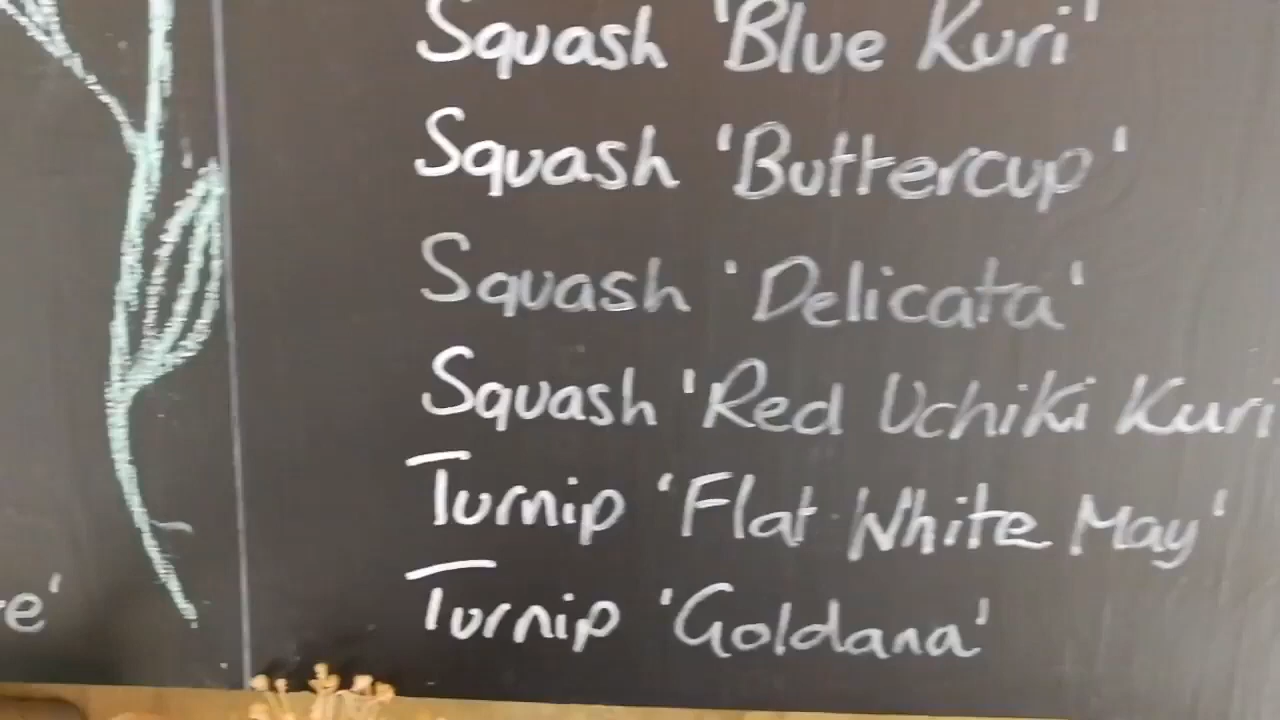 Squash 'Blue Kuri'
Squash 'Buttercup'
Squash 'Delicata'
Squash 'Red Uchiki Kuri
Turnip 'Flat White May'
Turnip 'Goldana'
e'